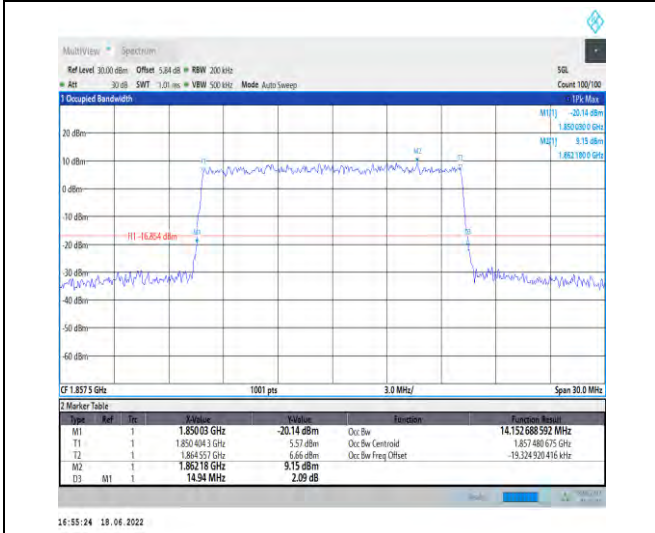 MultiView Spectrum
Ref Level 30.00 dBm Offset 5.84 dB RBW 200 kHz SGL
Att 30 dB SWT 1.01 ms VBW 500 kHz Mode Auto Sweep Count 100/100
1 Occupied Bandwidth 1Pk Max
M1[1] -20.14 dBm
1.850 030 0 GHz
M2[1] 9.15 dBm
1.862 180 0 GHz
20 dBm
10 dBm
M2
T1
T2
0 dBm
-10 dBm
H1 -16.854 dBm
M1
D3
-20 dBm
-30 dBm
-40 dBm
-50 dBm
-60 dBm
CF 1.857 5 GHz 1001 pts 3.0 MHz/ Span 30.0 MHz
2 Marker Table
Type Ref Trc X-Value Y-Value Function Function Result
M1 1 1.850 03 GHz -20.14 dBm Occ Bw 14.152 688 592 MHz
T1 1 1.850 404 3 GHz 5.57 dBm Occ Bw Centroid 1.857 480 675 GHz
T2 1 1.864 557 GHz 6.66 dBm Occ Bw Freq Offset -19.324 920 416 kHz
M2 1 1.862 18 GHz 9.15 dBm
D3 M1 1 14.94 MHz 2.09 dB
16:55:24 18.06.2022